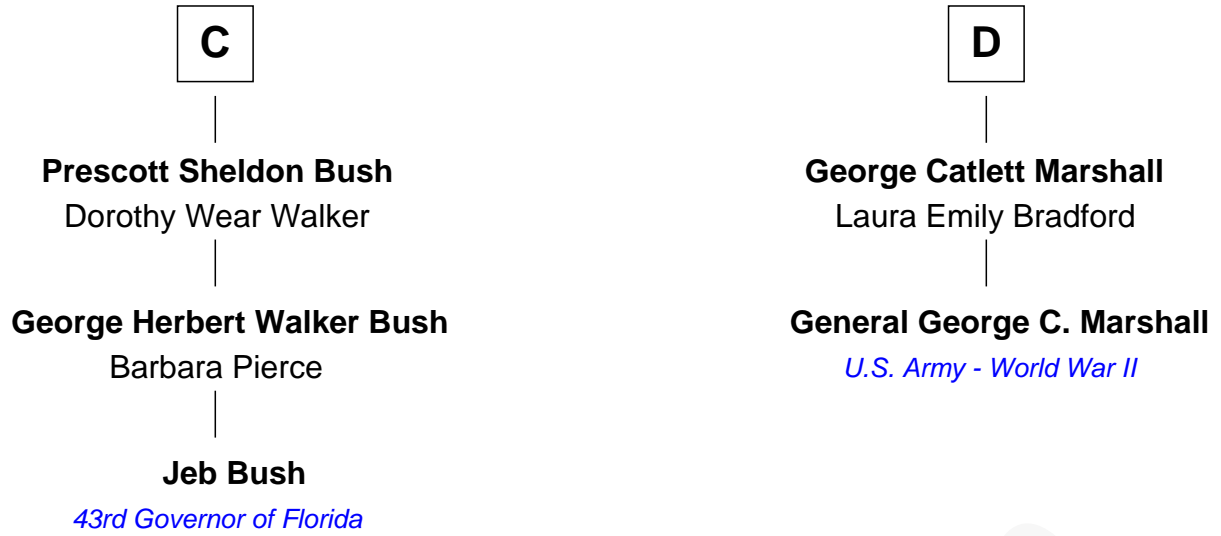 C
Prescott Sheldon Bush
Dorothy Wear Walker
George Herbert Walker Bush
Barbara Pierce
Jeb Bush
43rd Governor of Florida
D
George Catlett Marshall
Laura Emily Bradford
General George C. Marshall
U.S. Army - World War II